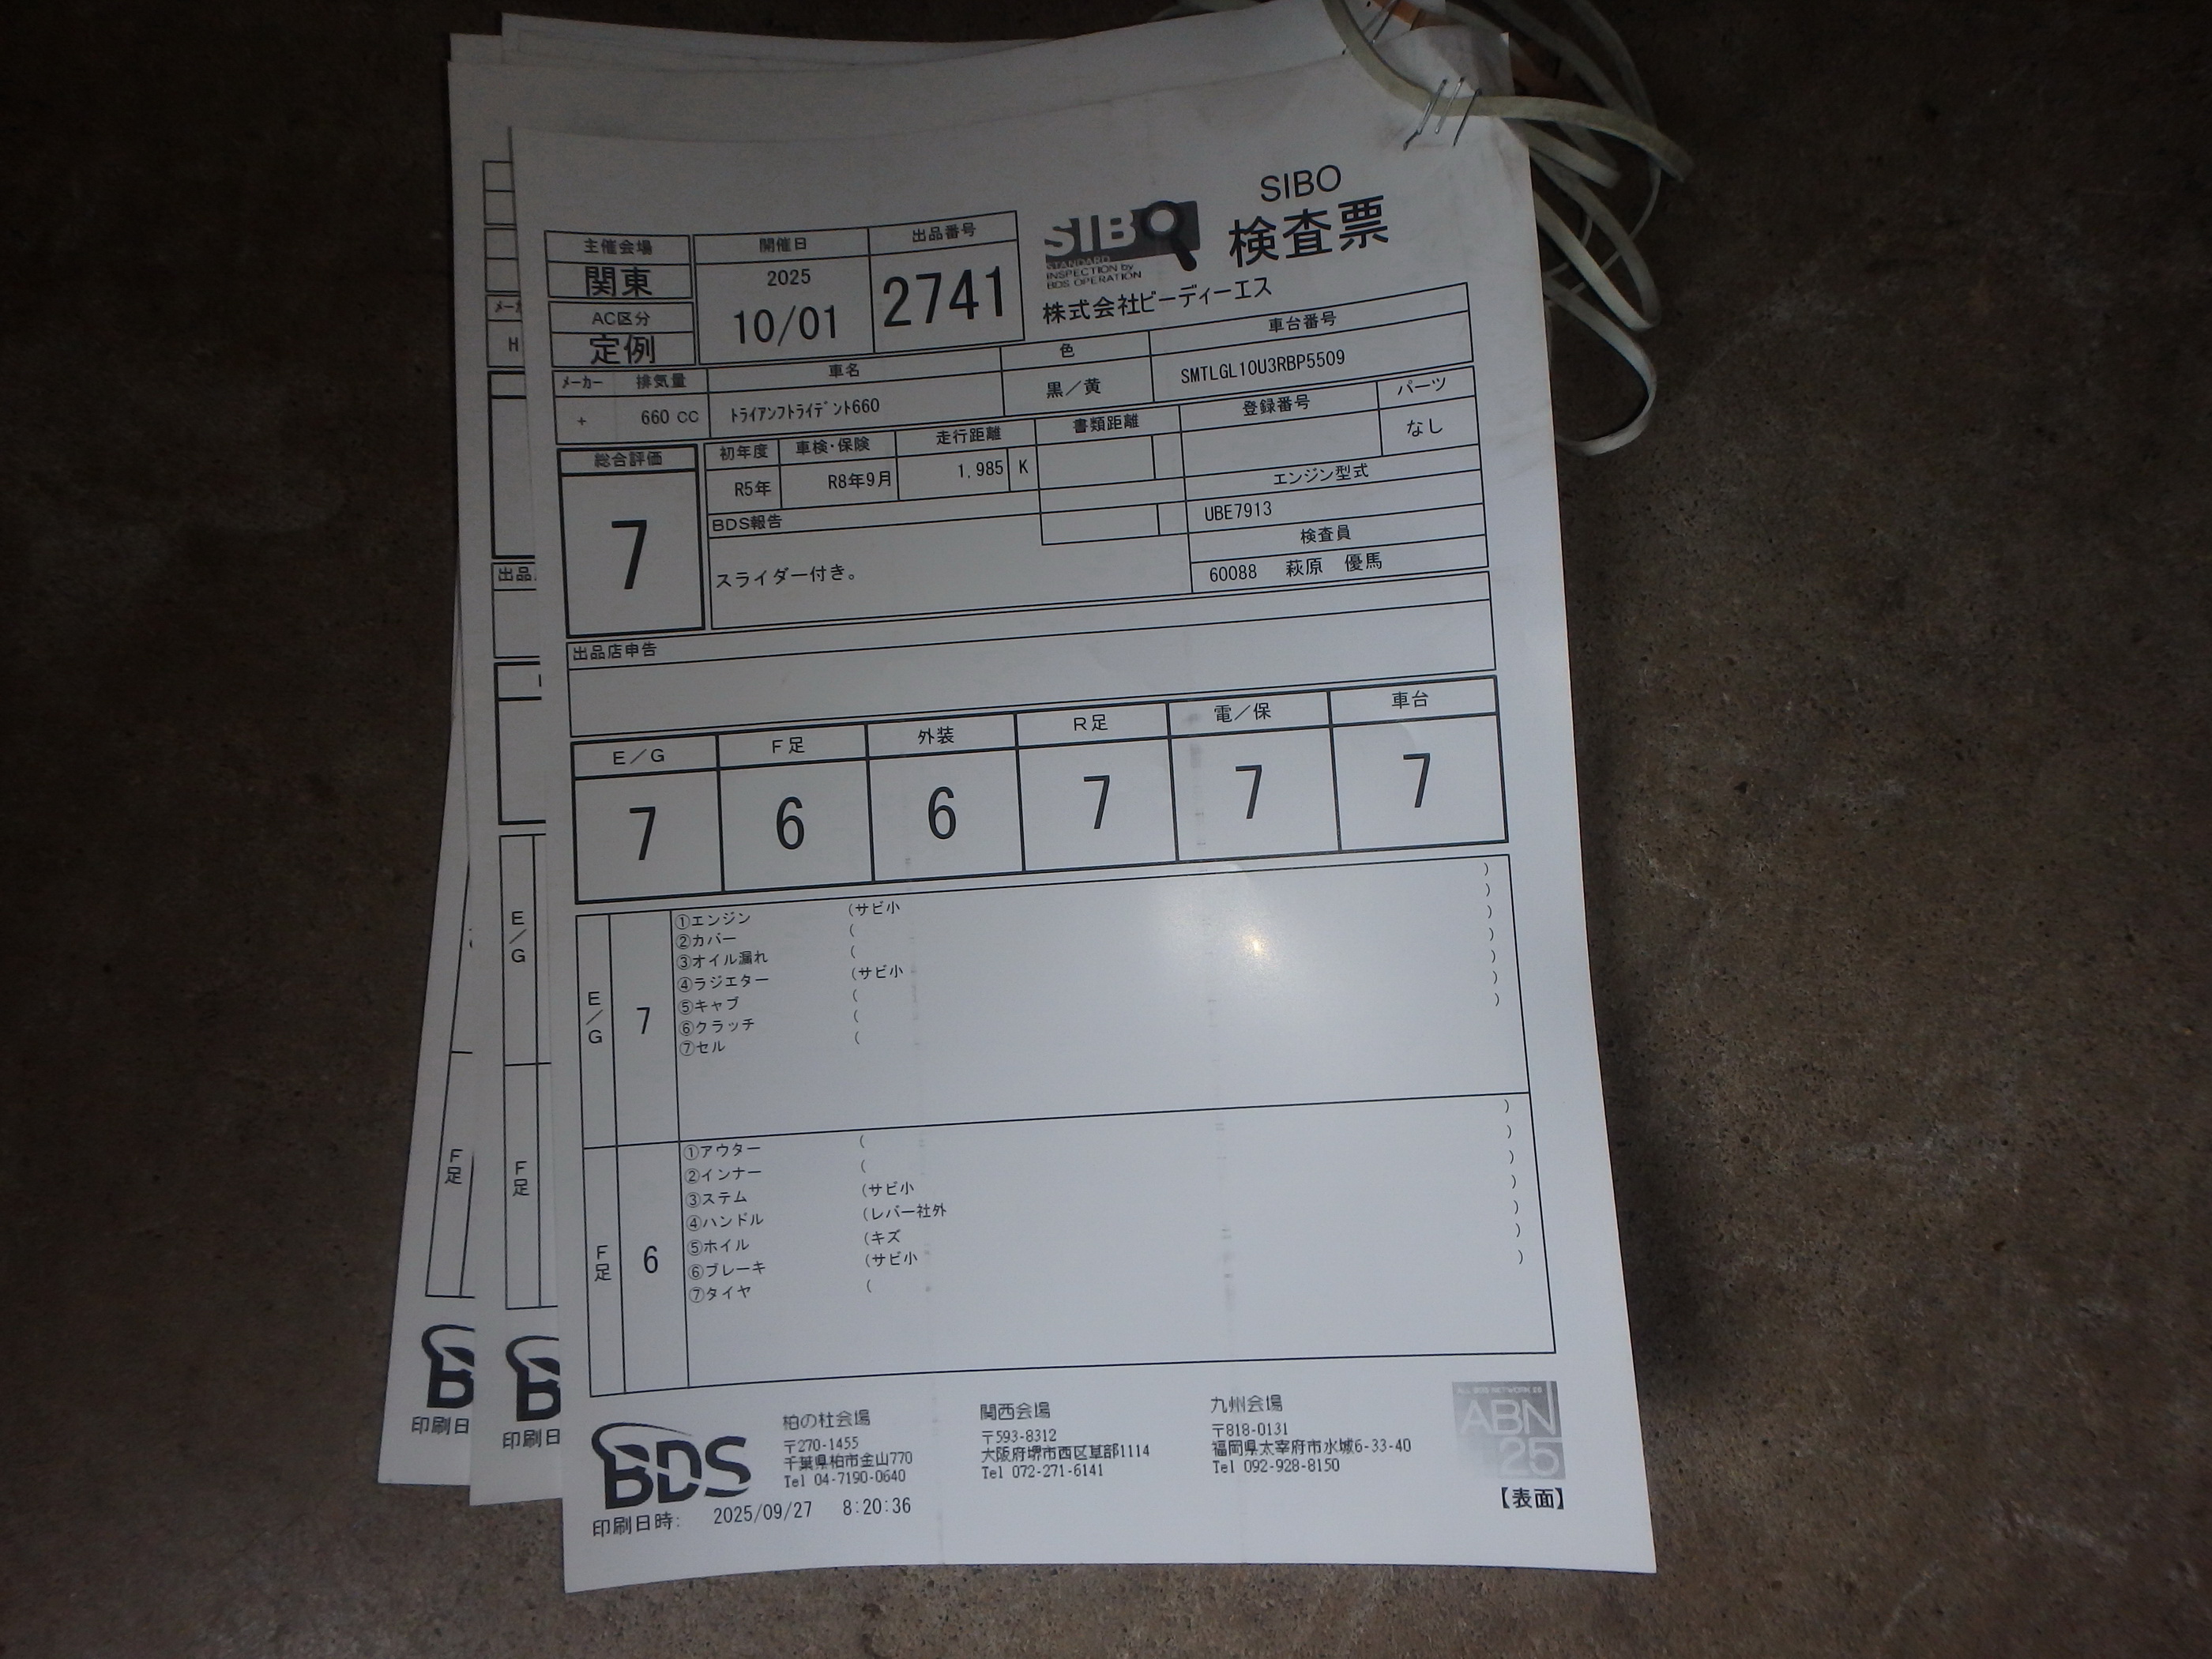 SIBO
検査票
SIBO
STANDARD
INSPECTION by
BDS OPERATION
株式会社ビーディーエス
主催会場
関東
AC区分
定例
開催日
2025
10/01
出品番号
2741
メーカー 排気量
+ 660 CC
車名
ﾄﾗｲｱﾝﾌﾄﾗｲﾃﾞﾝﾄ660
色
黒／黄
車台番号
SMTLGL10U3RBP5509
総合評価
7
初年度
R5年
車検・保険
R8年9月
走行距離
1,985 K
書類距離
登録番号
パーツ
なし
エンジン型式
UBE7913
検査員
60088 萩原 優馬
BDS報告
スライダー付き。
出品店申告
E／G F足 外装 R足 電／保 車台
7 6 6 7 7 7
E／G
7
①エンジン (サビ小 )
②カバー ( )
③オイル漏れ ( )
④ラジエター (サビ小 )
⑤キャブ ( )
⑥クラッチ ( )
⑦セル ( )
F足
6
①アウター ( )
②インナー ( )
③ステム (サビ小 )
④ハンドル (レバー社外 )
⑤ホイル (キズ )
⑥ブレーキ (サビ小 )
⑦タイヤ ( )
BDS
柏の杜会場
〒270-1455
千葉県柏市金山770
Tel 04-7190-0640
関西会場
〒593-8312
大阪府堺市西区草部1114
Tel 072-271-6141
九州会場
〒818-0131
福岡県太宰府市水城6-33-40
Tel 092-928-8150
ABN
25
【表面】
印刷日時: 2025/09/27 8:20:36
メーカ
H
出品
E／G
F足
F足
B
印刷日
B
印刷日